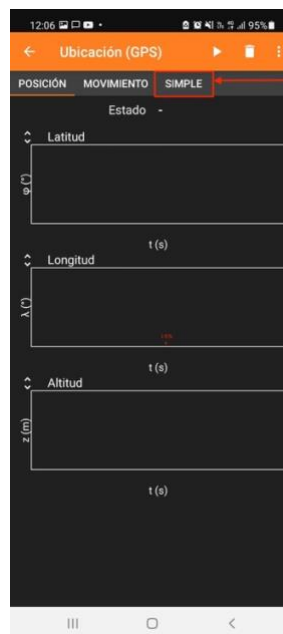 12:06 95%
Ubicación (GPS)
POSICIÓN MOVIMIENTO SIMPLE
Estado -
Latitud
φ (°)
t (s)
Longitud
λ (°)
t (s)
Altitud
z (m)
t (s)